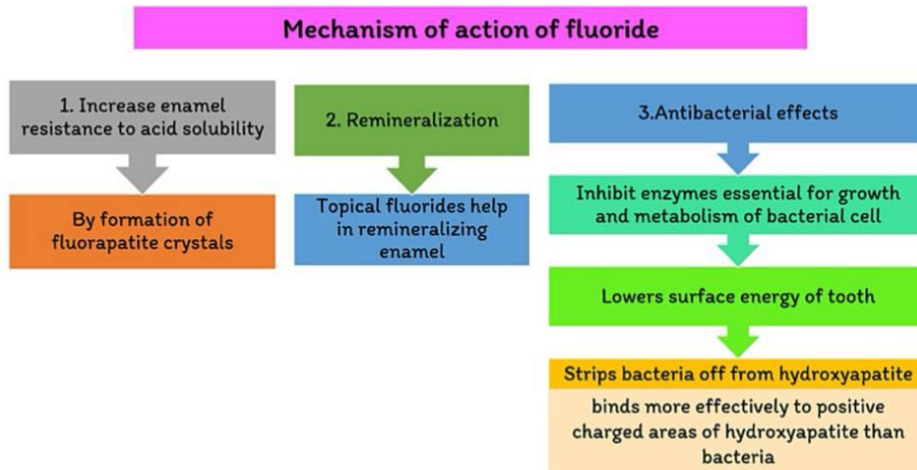 Mechanism of action of fluoride
1. Increase enamel
resistance to acid solubility
By formation of
fluorapatite crystals
2. Remineralization
Topical fluorides help
in remineralizing
enamel
3.Antibacterial effects
Inhibit enzymes essential for growth
and metabolism of bacterial cell
Lowers surface energy of tooth
Strips bacteria off from hydroxyapatite
binds more effectively to positive
charged areas of hydroxyapatite than
bacteria